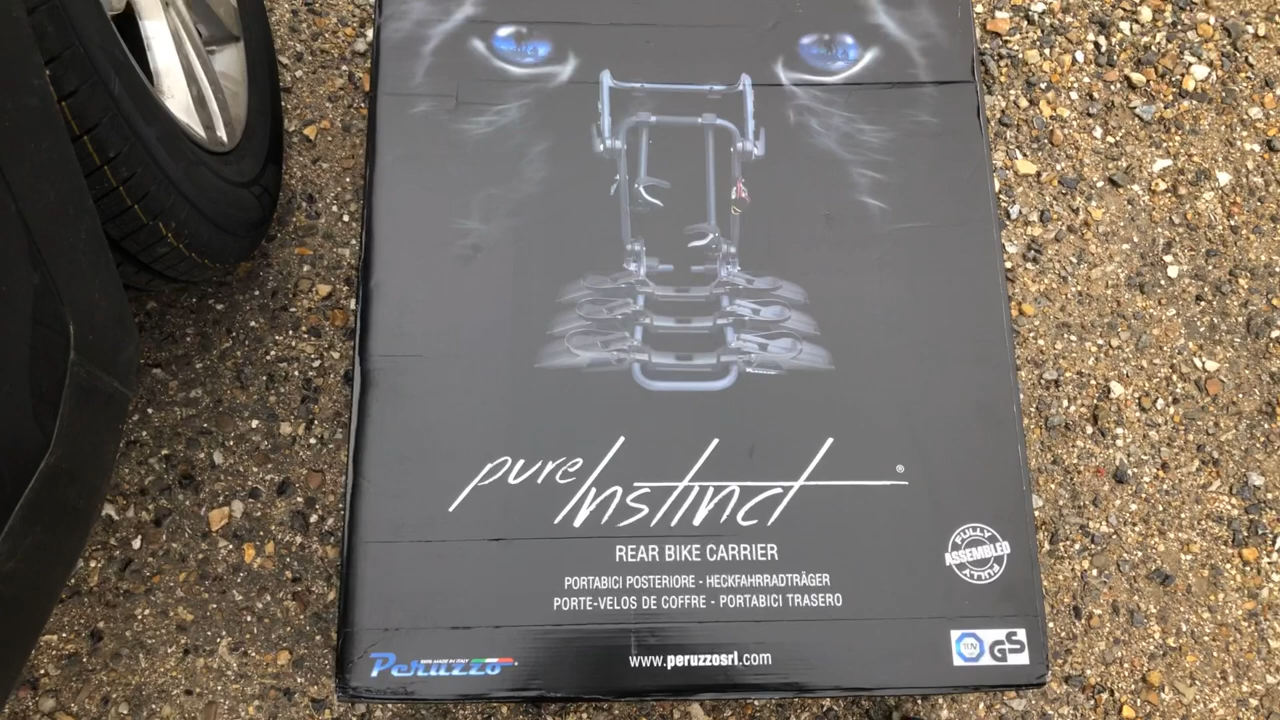 pure Instinct ®
REAR BIKE CARRIER
PORTABICI POSTERIORE - HECKFAHRRADTRÄGER
PORTE-VELOS DE COFFRE - PORTABICI TRASERO
FULLY
ASSEMBLED
FULLY
MADE IN ITALY
Peruzzo
www.peruzzosrl.com
TÜV
GS